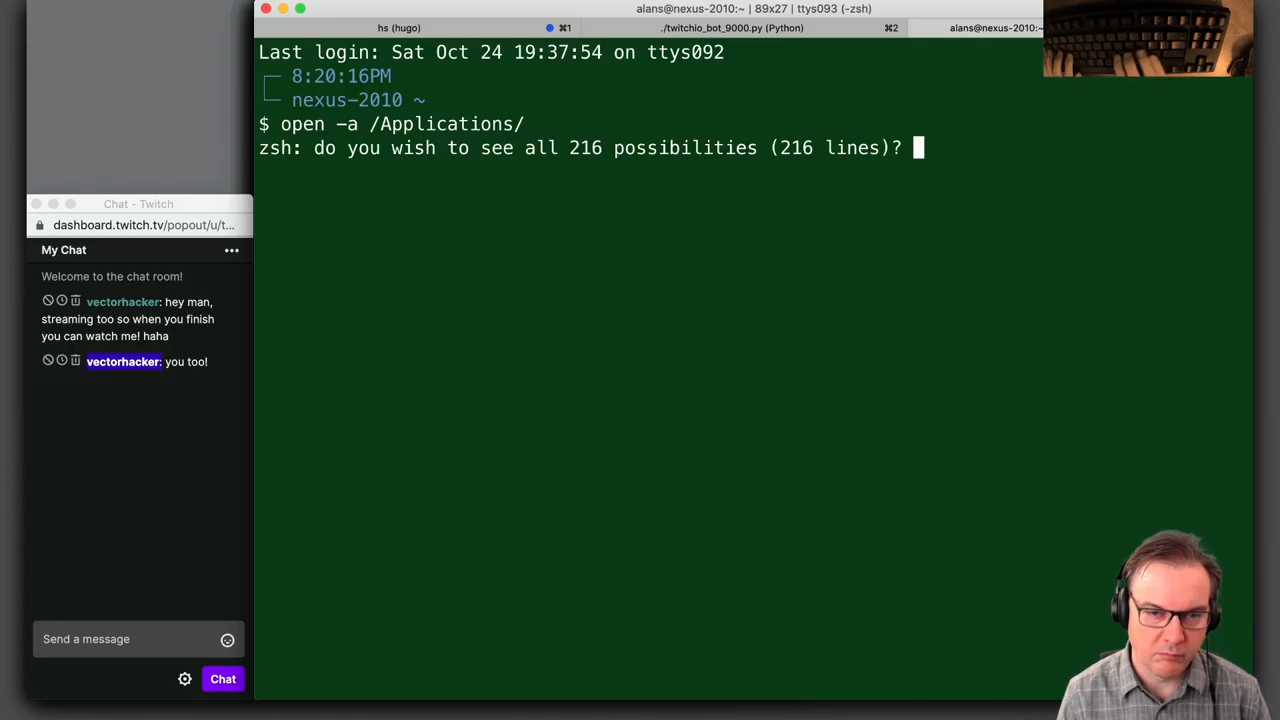 alans@nexus-2010:~ | 89x27 | ttys093 (-zsh)
hs (hugo) ⌘1
./twitchio_bot_9000.py (Python) ⌘2
alans@nexus-2010:~
Last login: Sat Oct 24 19:37:54 on ttys092
8:20:16PM
nexus-2010 ~
$ open -a /Applications/
zsh: do you wish to see all 216 possibilities (216 lines)?
Chat - Twitch
dashboard.twitch.tv/popout/u/t...
My Chat
Welcome to the chat room!
vectorhacker: hey man,
streaming too so when you finish
you can watch me! haha
vectorhacker: you too!
Send a message
Chat